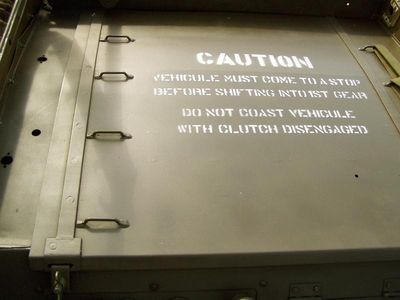 CAUTION
VEHICULE MUST COME TO A STOP
BEFORE SHIFTING INTO 1ST GEAR
DO NOT COAST VEHICULE
WITH CLUTCH DISENGAGED